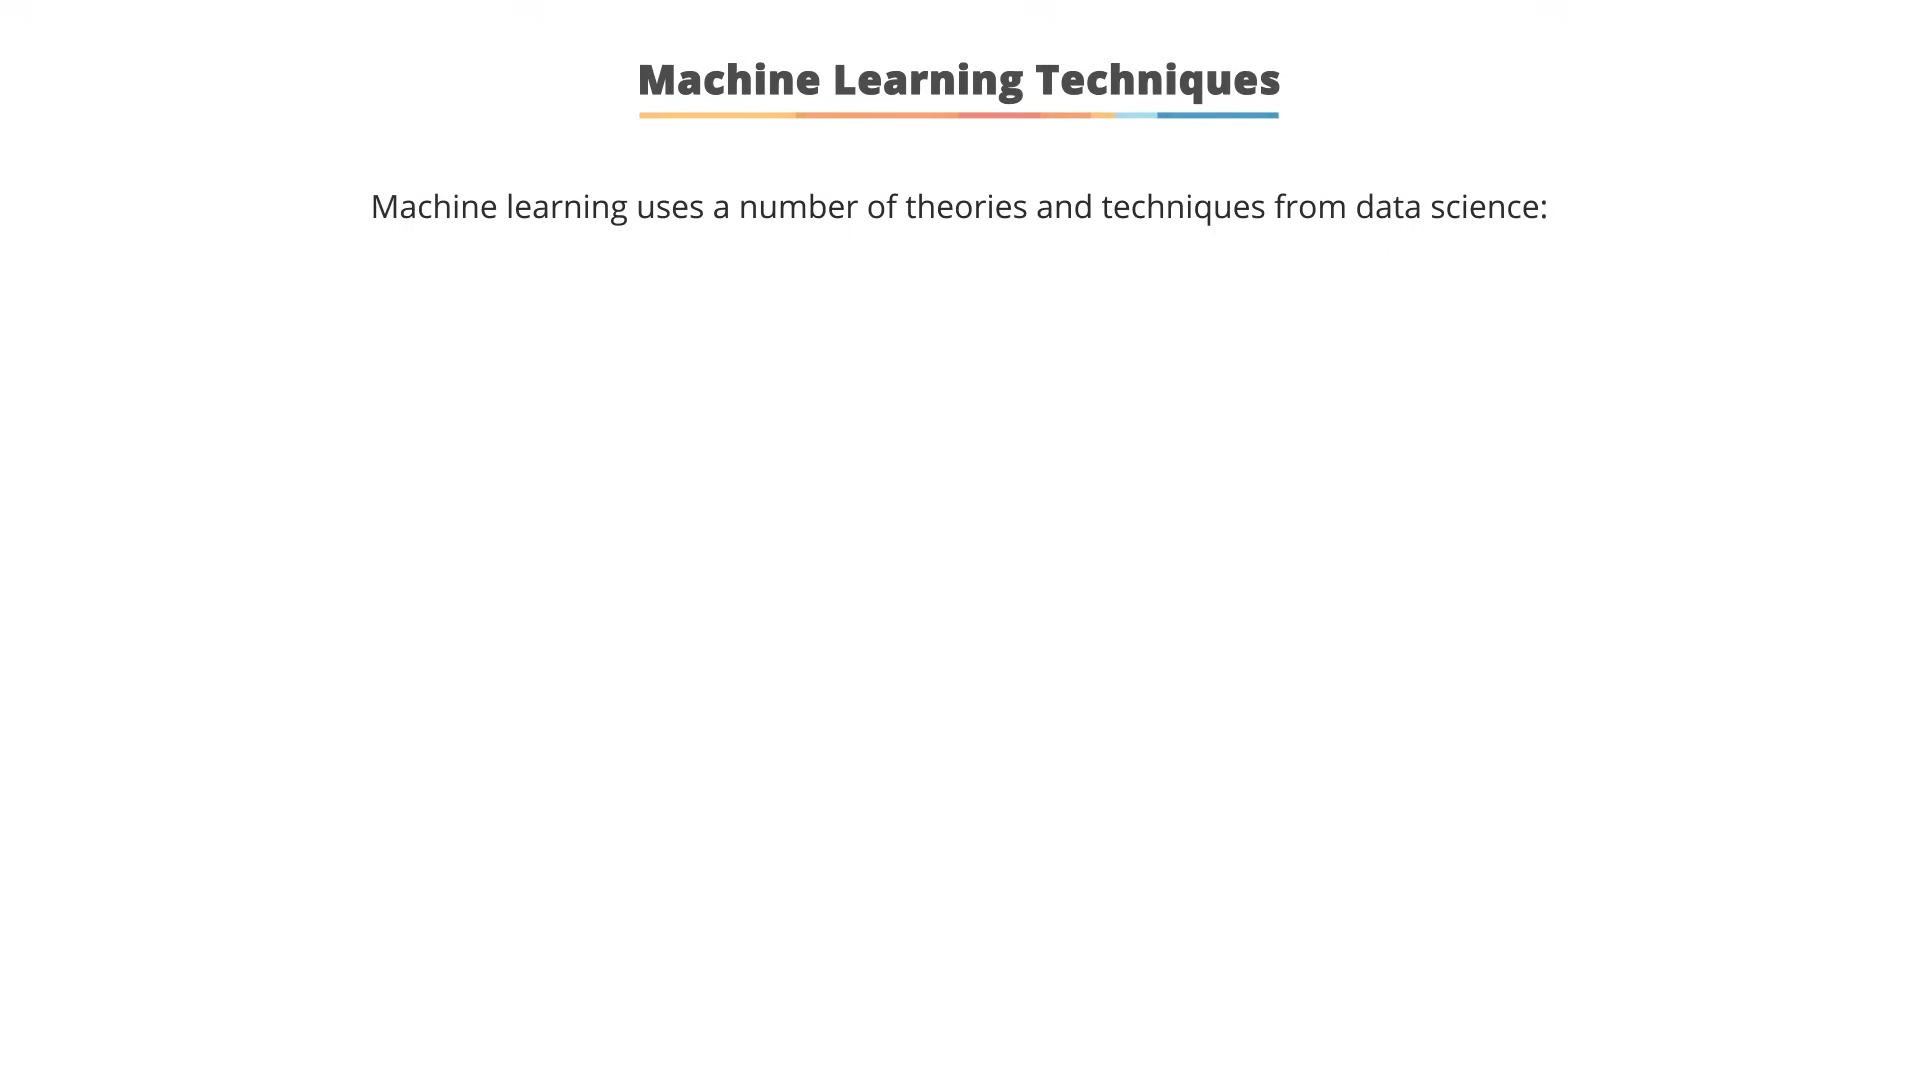 Machine Learning Techniques
Machine learning uses a number of theories and techniques from data science: